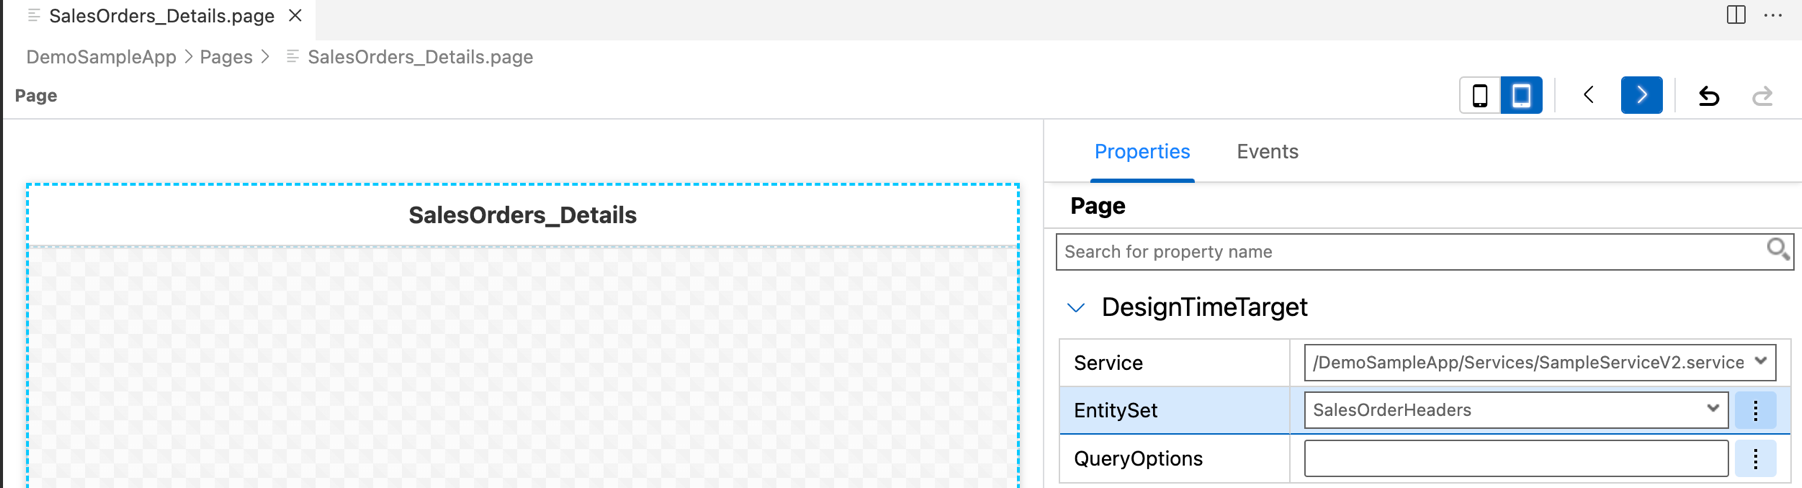 SalesOrders_Details.page
DemoSampleApp > Pages > SalesOrders_Details.page
Page
Properties Events
SalesOrders_Details
Page
Search for property name
DesignTimeTarget
Service /DemoSampleApp/Services/SampleServiceV2.service
EntitySet SalesOrderHeaders
QueryOptions